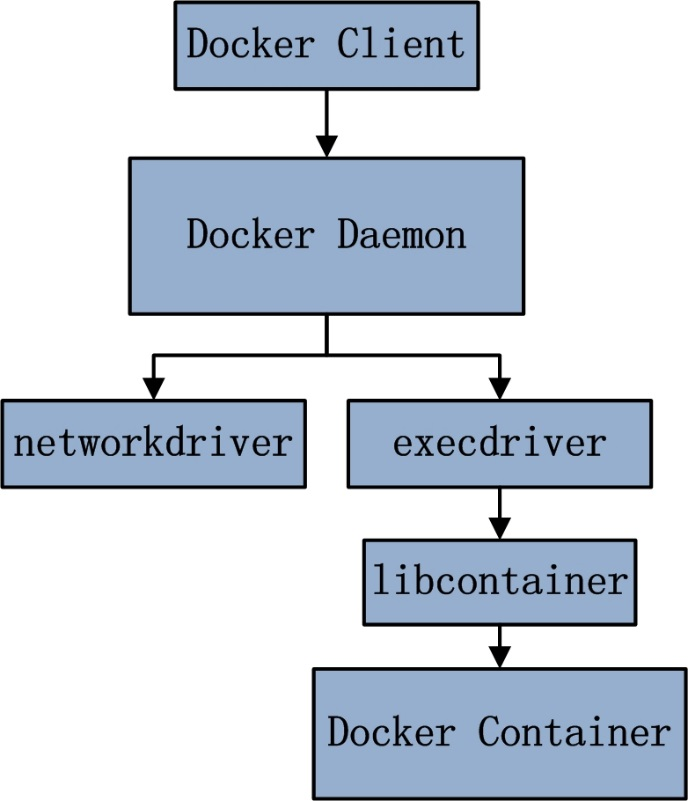 Docker Client
Docker Daemon
networkdriver
execdriver
libcontainer
Docker Container